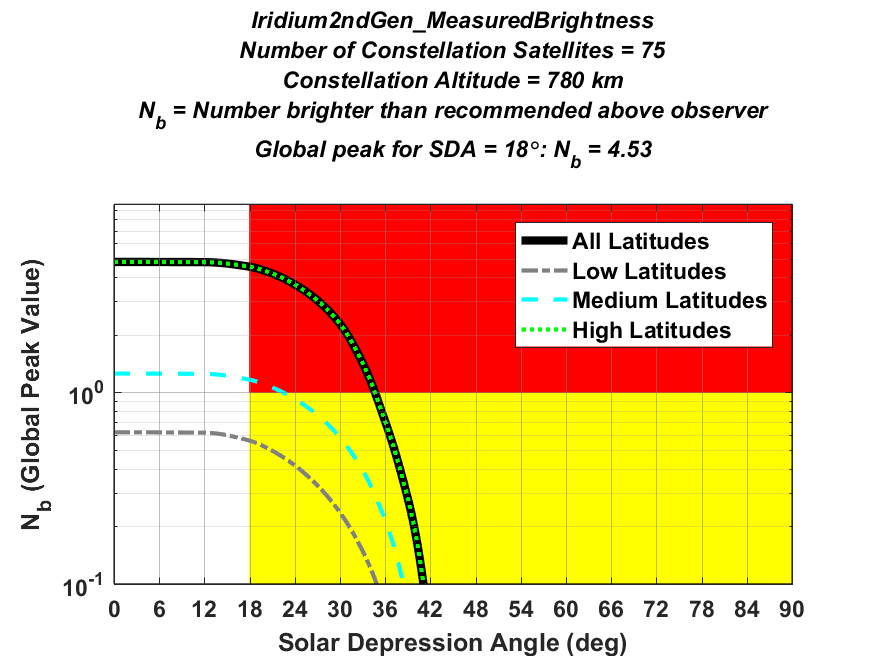 Iridium2ndGen_MeasuredBrightness
Number of Constellation Satellites = 75
Constellation Altitude = 780 km
N_b = Number brighter than recommended above observer
Global peak for SDA = 18°: N_b = 4.53
All Latitudes
Low Latitudes
Medium Latitudes
High Latitudes
N_b (Global Peak Value)
10^0
10^-1
0 6 12 18 24 30 36 42 48 54 60 66 72 78 84 90
Solar Depression Angle (deg)